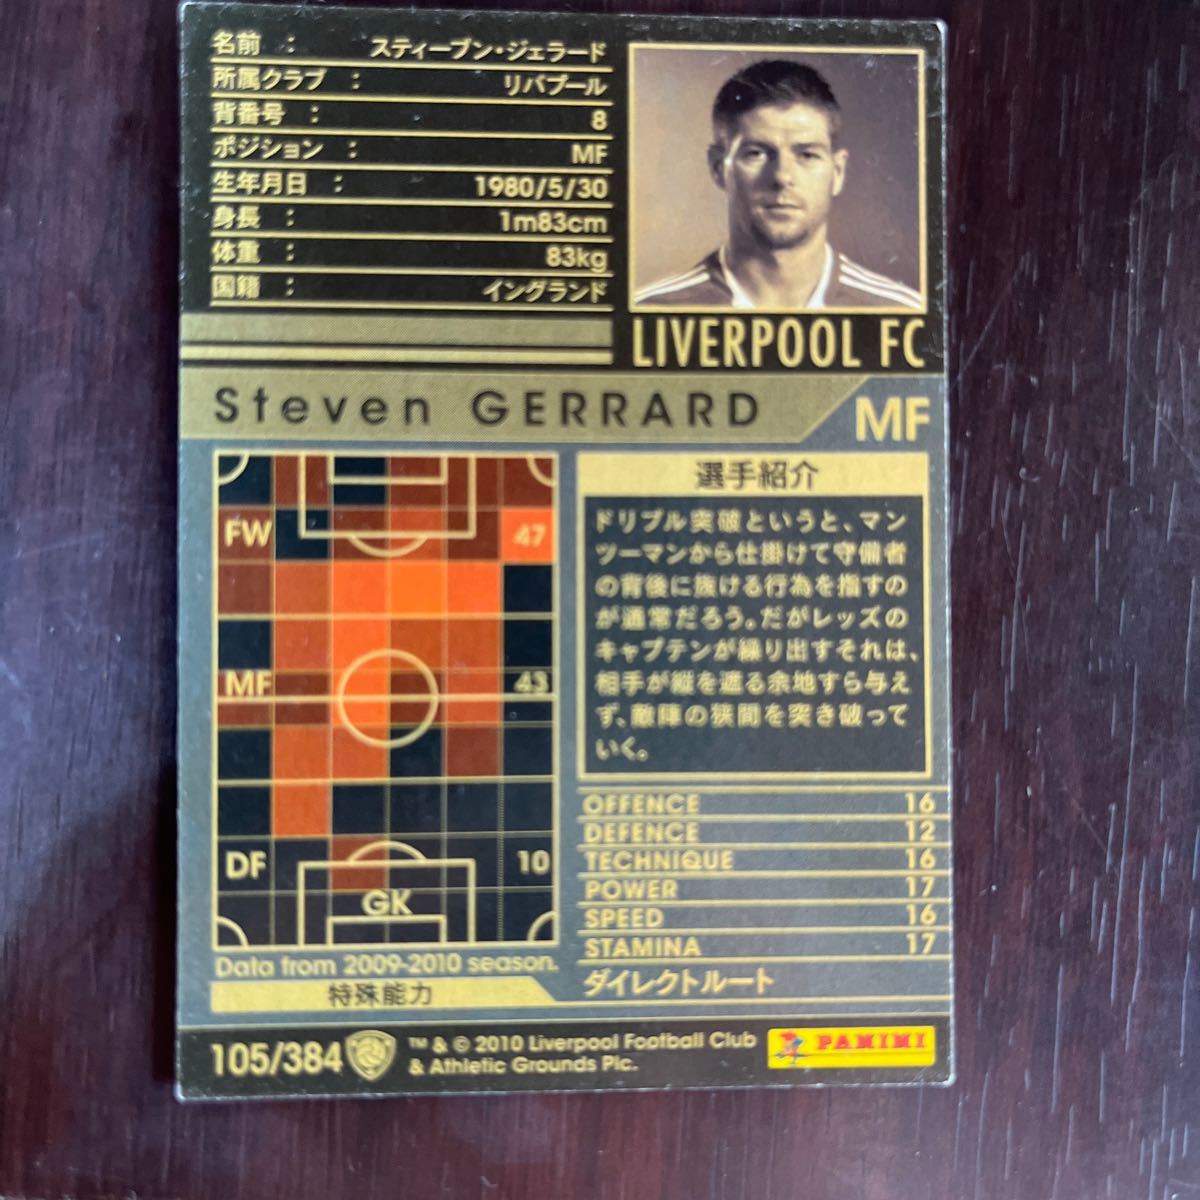 名前 : スティーブン・ジェラード
所属クラブ : リバプール
背番号 : 8
ポジション : MF
生年月日 : 1980/5/30
身長 : 1m83cm
体重 : 83kg
国籍 : イングランド
LIVERPOOL FC
Steven GERRARD
MF
FW 47
MF 43
DF 10
GK
Data from 2009-2010 season.
特殊能力
選手紹介
ドリブル突破というと、マン
ツーマンから仕掛けて守備者
の背後に抜ける行為を指すの
が通常だろう。だがレッズの
キャプテンが繰り出すそれは、
相手が縦を遮る余地すら与え
ず、敵陣の狭間を突き破って
いく。
OFFENCE 16
DEFENCE 12
TECHNIQUE 16
POWER 17
SPEED 16
STAMINA 17
ダイレクトルート
105/384
™ & © 2010 Liverpool Football Club
& Athletic Grounds Plc.
PANINI